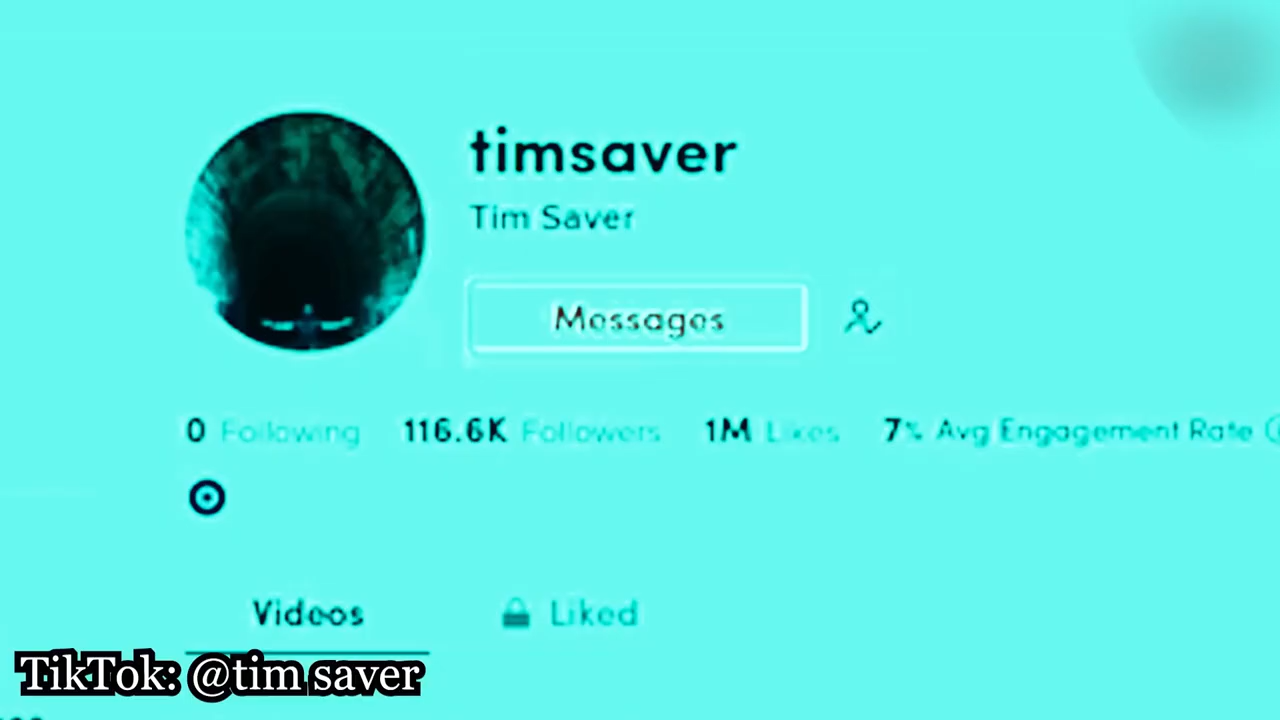 timsaver
Tim Saver
Messages
0 Following 116.6K Followers 1M Likes 7% Avg Engagement Rate
Videos Liked
TikTok: @tim saver